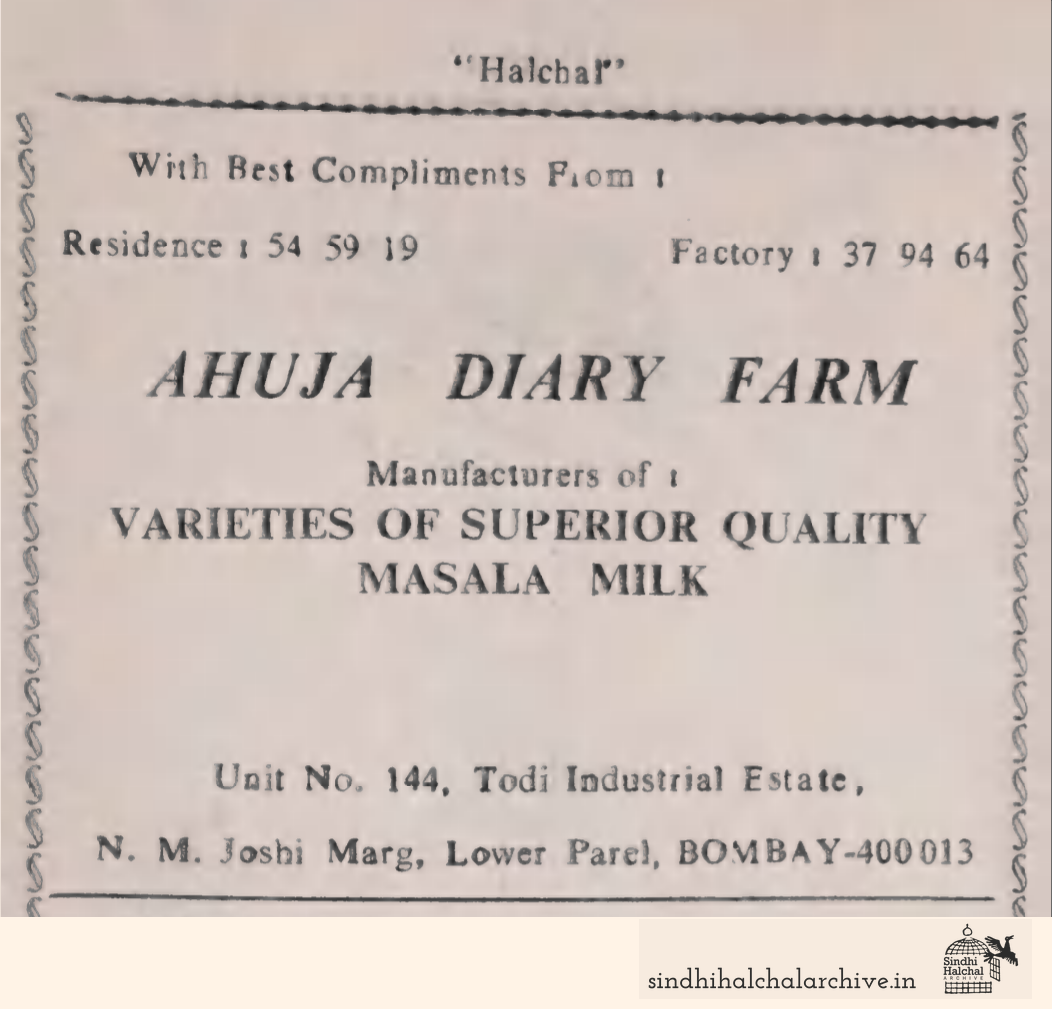 “Halchal”
With Best Compliments From :
Residence : 54 59 19 Factory : 37 94 64
AHUJA DIARY FARM
Manufacturers of :
VARIETIES OF SUPERIOR QUALITY
MASALA MILK
Unit No. 144, Todi Industrial Estate,
N. M. Joshi Marg, Lower Parel, BOMBAY-400 013
sindhihalchalarchive.in
Sindhi
Halchal
ARCHIVE